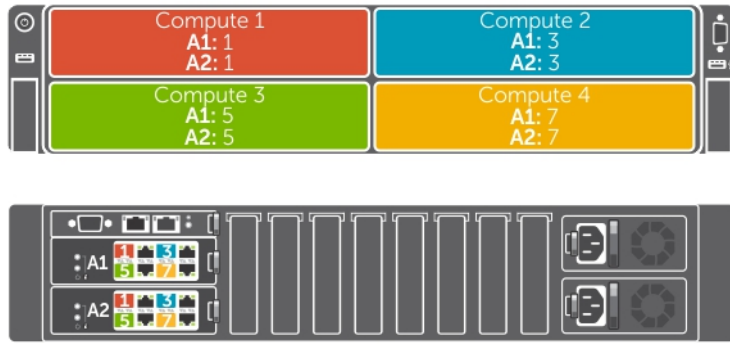 Compute 1
A1: 1
A2: 1
Compute 2
A1: 3
A2: 3
Compute 3
A1: 5
A2: 5
Compute 4
A1: 7
A2: 7
A1
1 3
5 7
A2
1 3
5 7